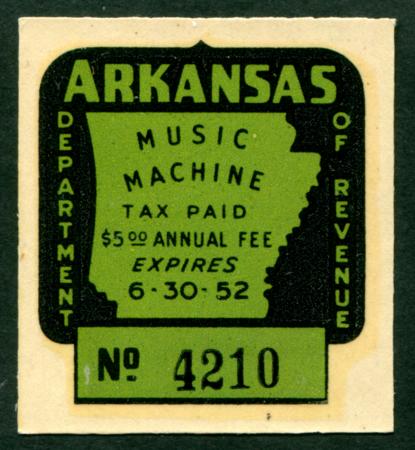 ARKANSAS
DEPARTMENT
OF REVENUE
MUSIC
MACHINE
TAX PAID
$5.00 ANNUAL FEE
EXPIRES
6-30-52
No 4210